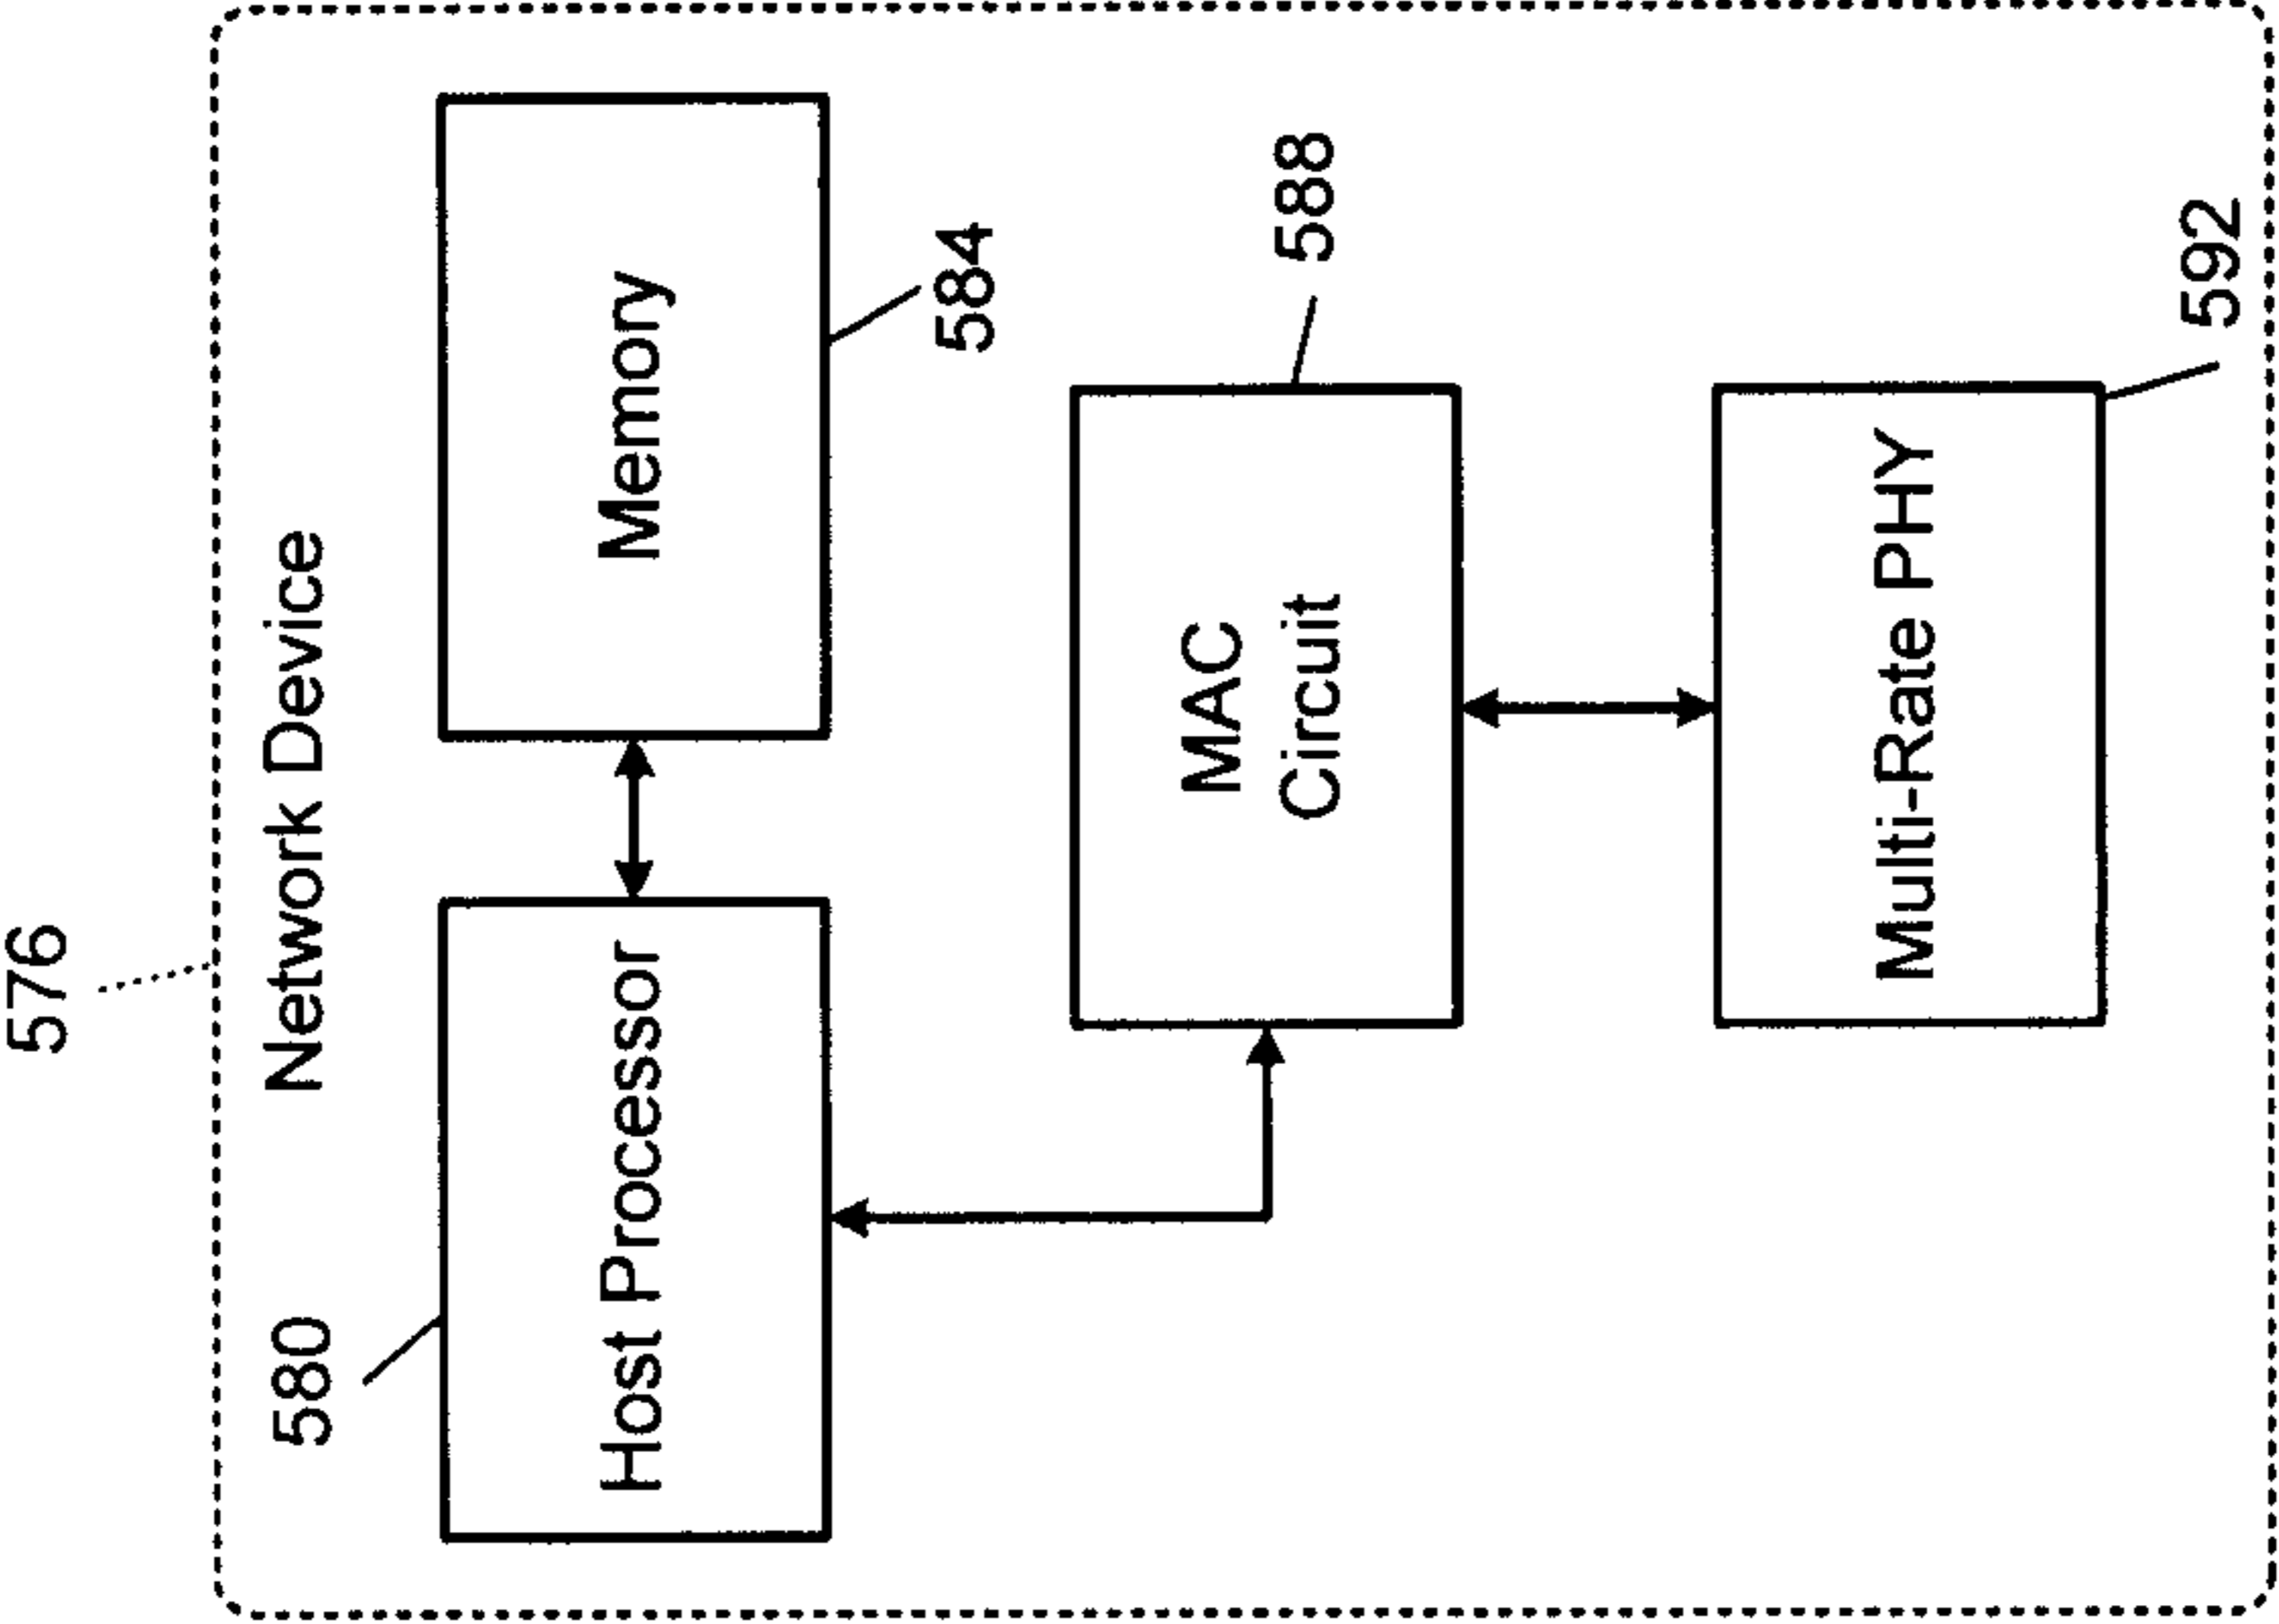 576
Network Device
580
Host Processor
Memory
584
MAC
Circuit
588
Multi-Rate PHY
592